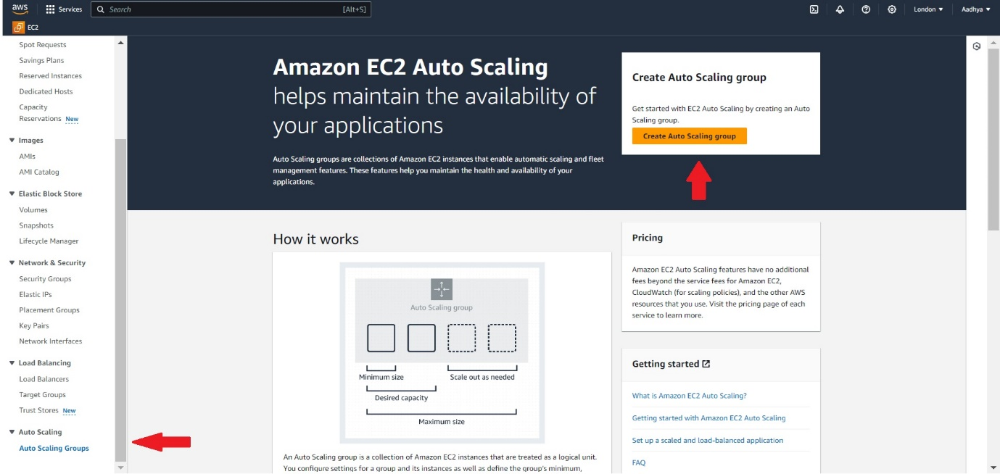 aws
Services
Search
[Alt+S]
London
Aadhya
EC2
Spot Requests
Savings Plans
Reserved Instances
Dedicated Hosts
Capacity
Reservations New
Images
AMIs
AMI Catalog
Elastic Block Store
Volumes
Snapshots
Lifecycle Manager
Network & Security
Security Groups
Elastic IPs
Placement Groups
Key Pairs
Network Interfaces
Load Balancing
Load Balancers
Target Groups
Trust Stores New
Auto Scaling
Auto Scaling Groups
Amazon EC2 Auto Scaling
helps maintain the availability of
your applications
Auto Scaling groups are collections of Amazon EC2 instances that enable automatic scaling and fleet
management features. These features help you maintain the health and availability of your
applications.
Create Auto Scaling group
Get started with EC2 Auto Scaling by creating an Auto
Scaling group.
Create Auto Scaling group
How it works
Auto Scaling group
Minimum size
Scale out as needed
Desired capacity
Maximum size
An Auto Scaling group is a collection of Amazon EC2 instances that are treated as a logical unit.
You configure settings for a group and its instances as well as define the group's minimum,
Pricing
Amazon EC2 Auto Scaling features have no additional
fees beyond the service fees for Amazon EC2,
CloudWatch (for scaling policies), and the other AWS
resources that you use. Visit the pricing page of each
service to learn more.
Getting started
What is Amazon EC2 Auto Scaling?
Getting started with Amazon EC2 Auto Scaling
Set up a scaled and load-balanced application
FAQ